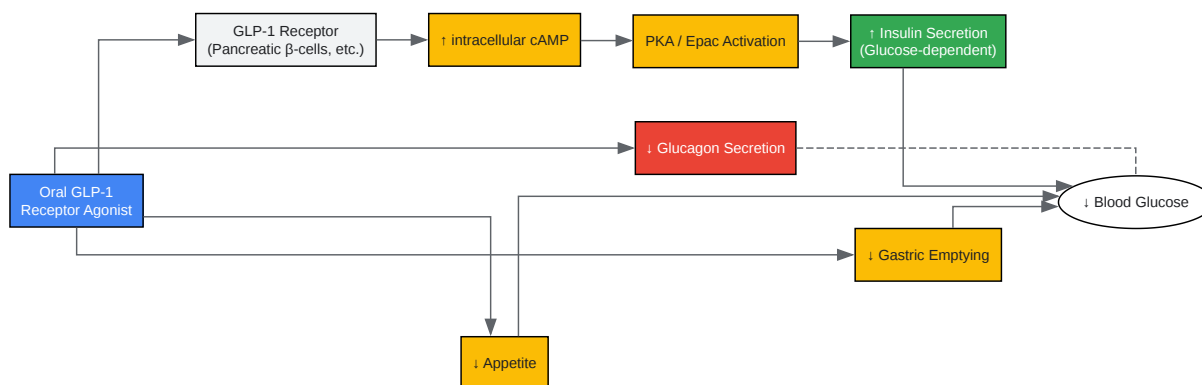 GLP-1 Receptor
(Pancreatic β-cells, etc.)
↑ intracellular cAMP
PKA / Epac Activation
↑ Insulin Secretion
(Glucose-dependent)
↓ Glucagon Secretion
Oral GLP-1
Receptor Agonist
↓ Blood Glucose
↓ Gastric Emptying
↓ Appetite